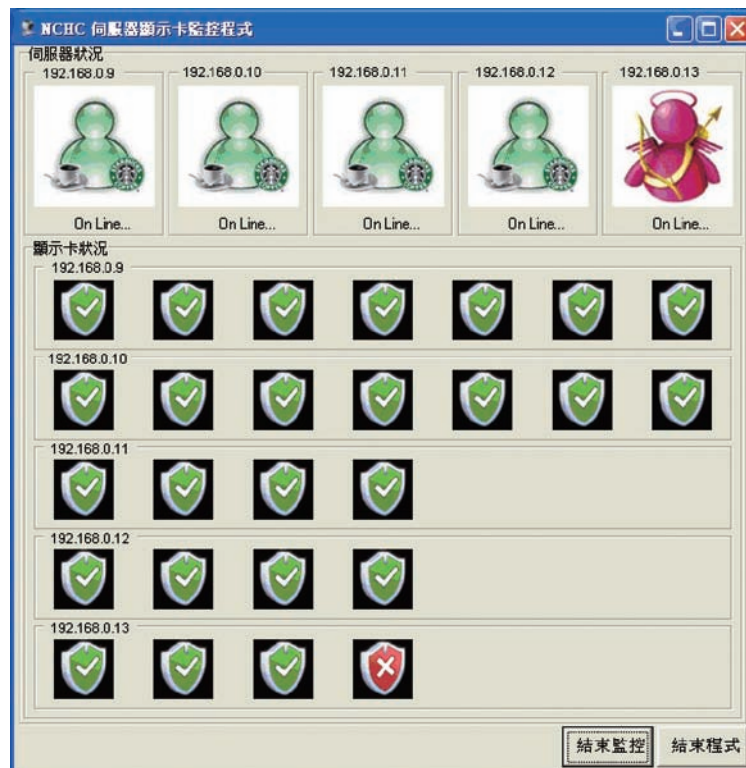 NCHC 伺服器顯示卡監控程式
伺服器狀況
192.168.0.9 192.168.0.10 192.168.0.11 192.168.0.12 192.168.0.13
On Line... On Line... On Line... On Line... On Line...
顯示卡狀況
192.168.0.9
192.168.0.10
192.168.0.11
192.168.0.12
192.168.0.13
結束監控 結束程式